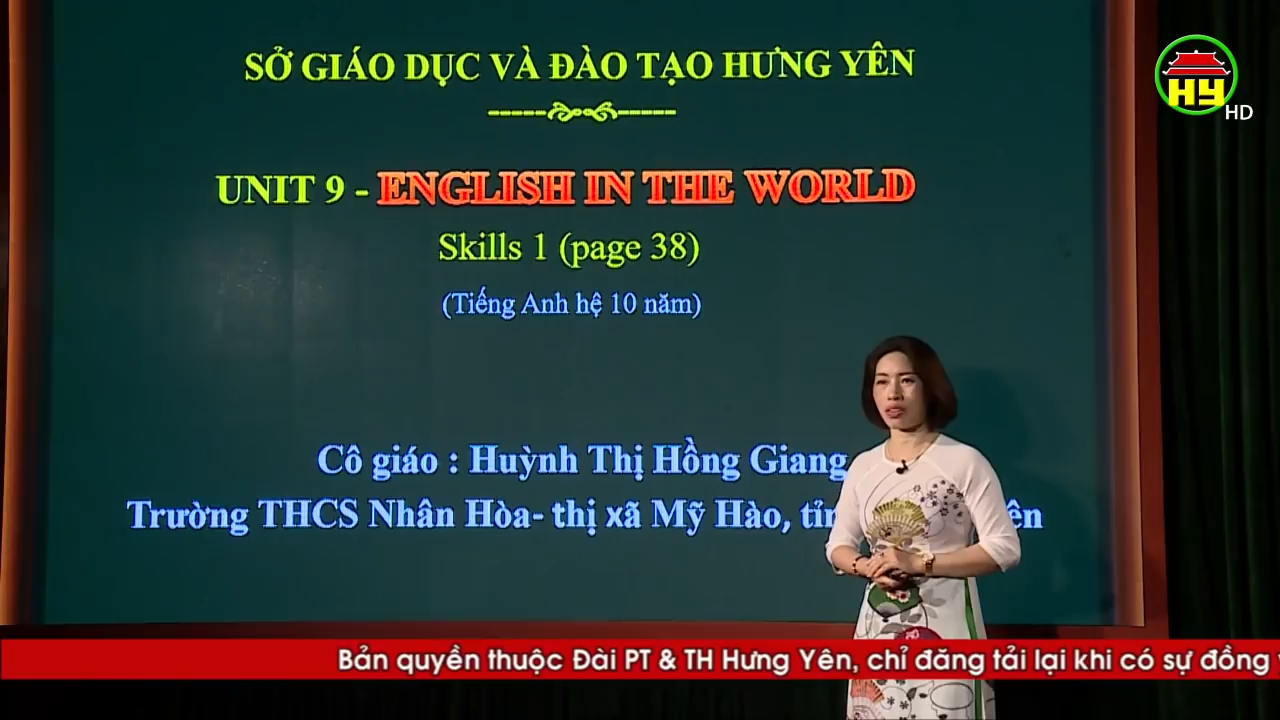 SỞ GIÁO DỤC VÀ ĐÀO TẠO HƯNG YÊN
HY
HD
UNIT 9 - ENGLISH IN THE WORLD
Skills 1 (page 38)
(Tiếng Anh hệ 10 năm)
Cô giáo : Huỳnh Thị Hồng Giang
Trường THCS Nhân Hòa- thị xã Mỹ Hào,
Bản quyền thuộc Đài PT & TH Hưng Yên, chỉ đăng tải lại khi có sự đồng